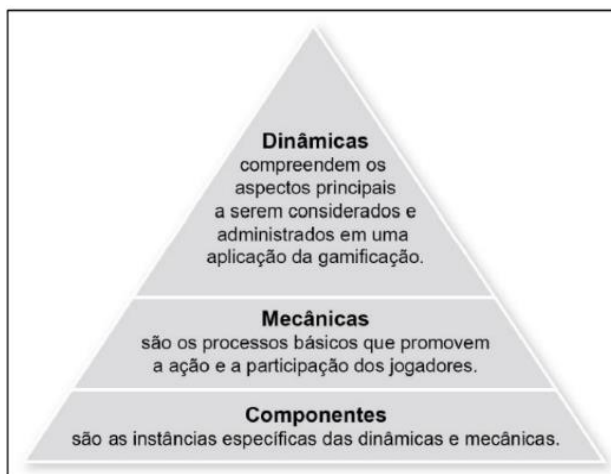 Dinâmicas
compreendem os
aspectos principais
a serem considerados e
administrados em uma
aplicação da gamificação.
Mecânicas
são os processos básicos que promovem
a ação e a participação dos jogadores.
Componentes
são as instâncias específicas das dinâmicas e mecânicas.